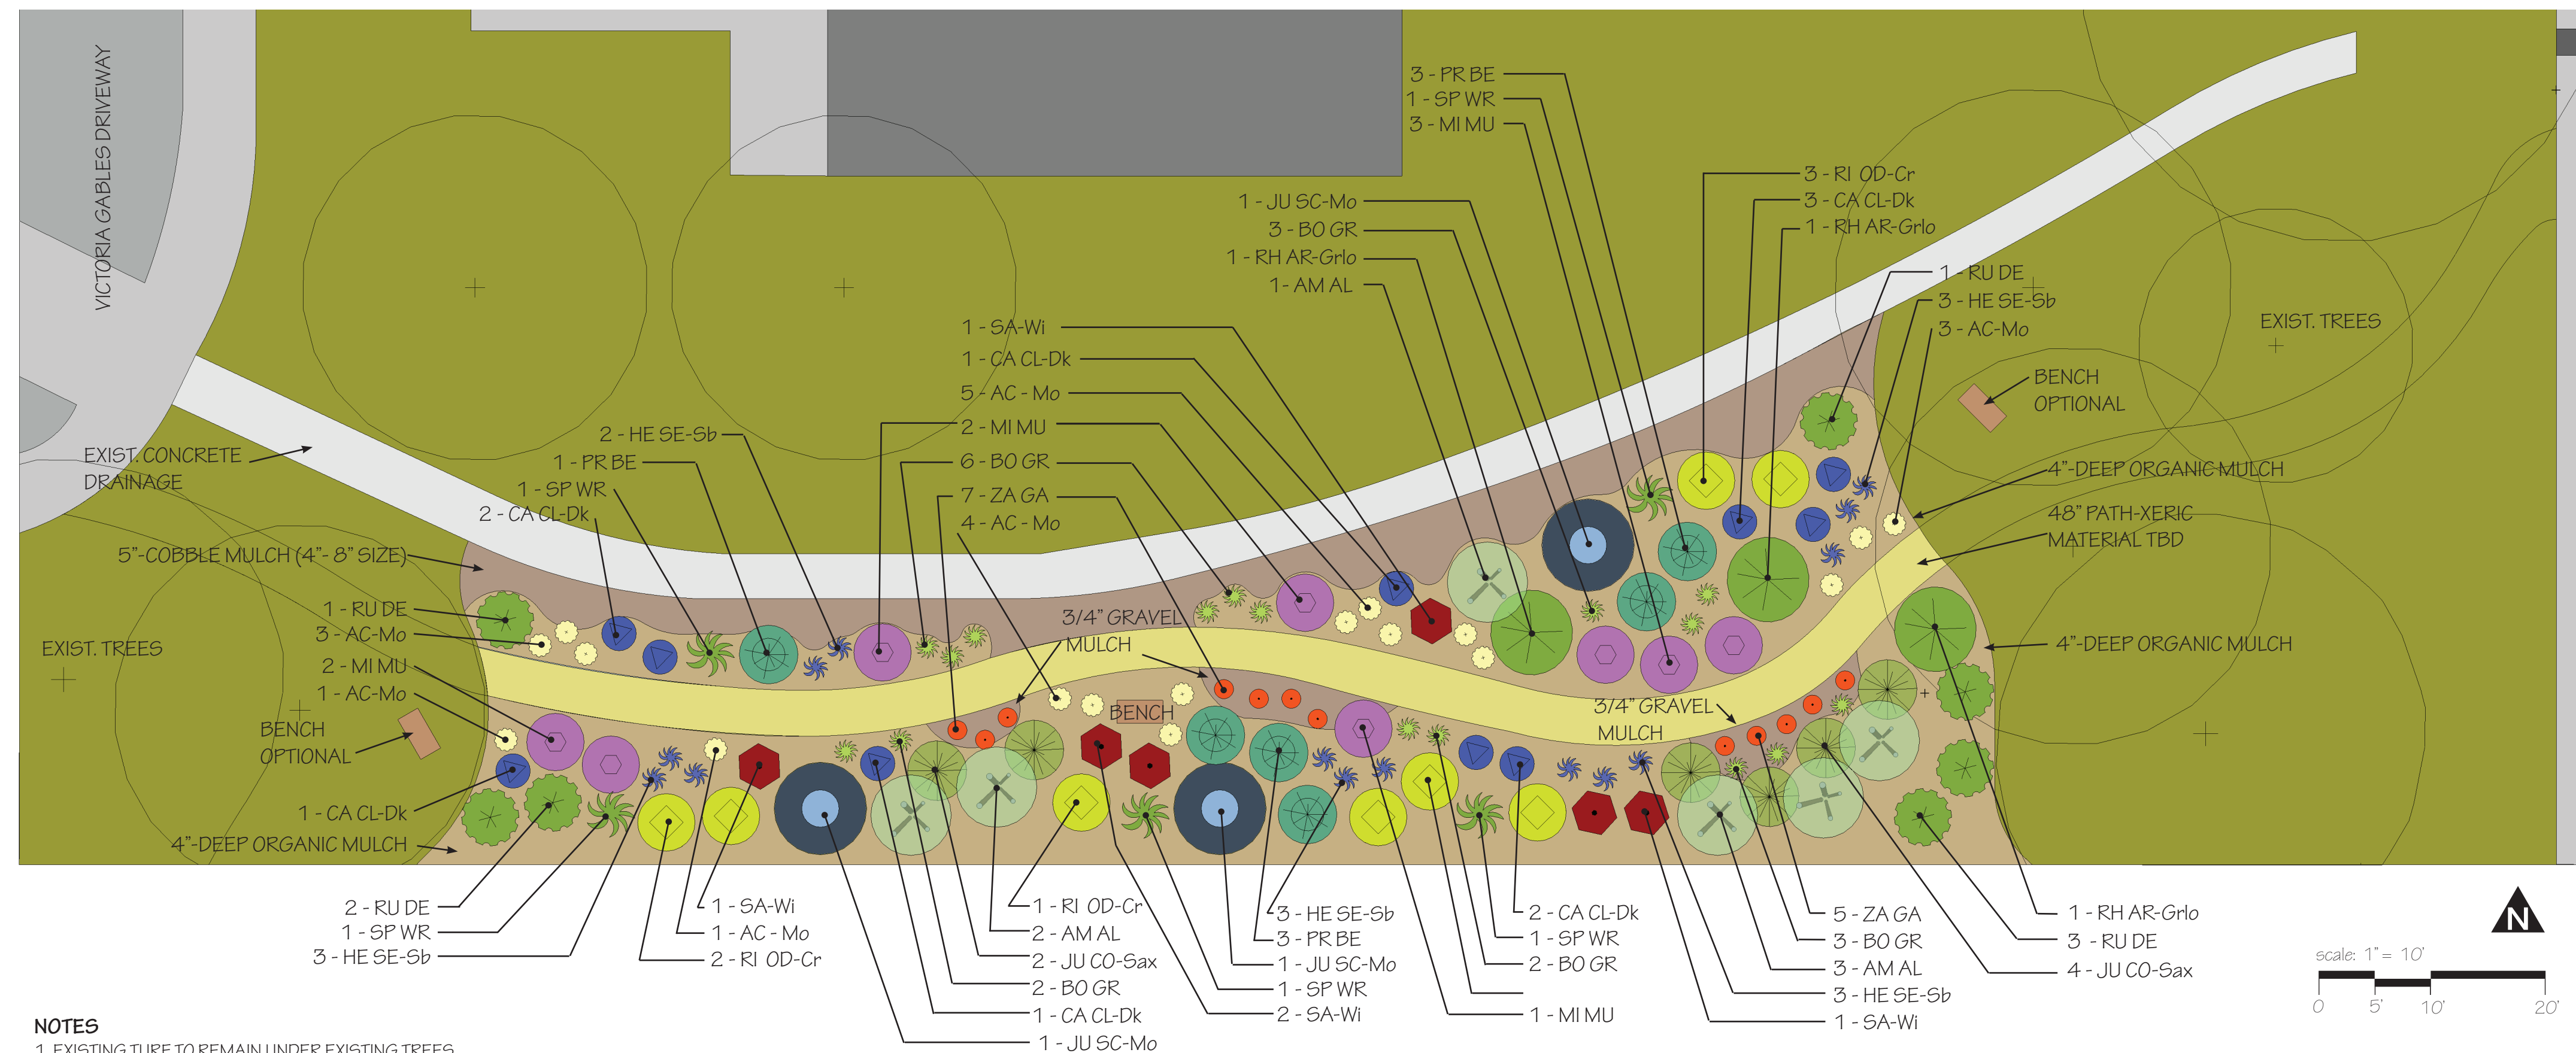 VICTORIA GABLES DRIVEWAY
3 - PR BE
1 - SP WR
3 - MI MU
3 - RI OD-Cr
3 - CA CL-Dk
1 - RH AR-Grlo
1 - JU SC-Mo
3 - BO GR
1 - RH AR-Grlo
1- AM AL
1 - RU DE
3 - HE SE-Sb
3 - AC-Mo
EXIST. TREES
BENCH
OPTIONAL
1 - SA-Wi
1 - CA CL-Dk
5 - AC - Mo
2 - MI MU
6 - BO GR
7 - ZA GA
4 - AC - Mo
2 - HE SE-Sb
1 - PR BE
1 - SP WR
2 - CA CL-Dk
EXIST. CONCRETE
DRAINAGE
4"-DEEP ORGANIC MULCH
48" PATH-XERIC
MATERIAL TBD
5"-COBBLE MULCH (4"- 8" SIZE)
1 - RU DE
3 - AC-Mo
2 - MI MU
1 - AC-Mo
EXIST. TREES
3/4" GRAVEL
MULCH
4"-DEEP ORGANIC MULCH
BENCH
OPTIONAL
BENCH
3/4" GRAVEL
MULCH
1 - CA CL-Dk
4"-DEEP ORGANIC MULCH
2 - RU DE
1 - SP WR
3 - HE SE-Sb
1 - SA-Wi
1 - AC - Mo
2 - RI OD-Cr
1 - RI OD-Cr
2 - AM AL
2 - JU CO-Sax
2 - BO GR
1 - CA CL-Dk
1 - JU SC-Mo
3 - HE SE-Sb
3 - PR BE
1 - JU SC-Mo
1 - SP WR
2 - SA-Wi
2 - CA CL-Dk
1 - SP WR
2 - BO GR
1 - MI MU
5 - ZA GA
3 - BO GR
3 - AM AL
3 - HE SE-Sb
1 - SA-Wi
1 - RH AR-Grlo
3 - RU DE
4 - JU CO-Sax
N
scale: 1" = 10'
0 5' 10' 20'
NOTES
1. EXISTING TURF TO REMAIN UNDER EXISTING TREES